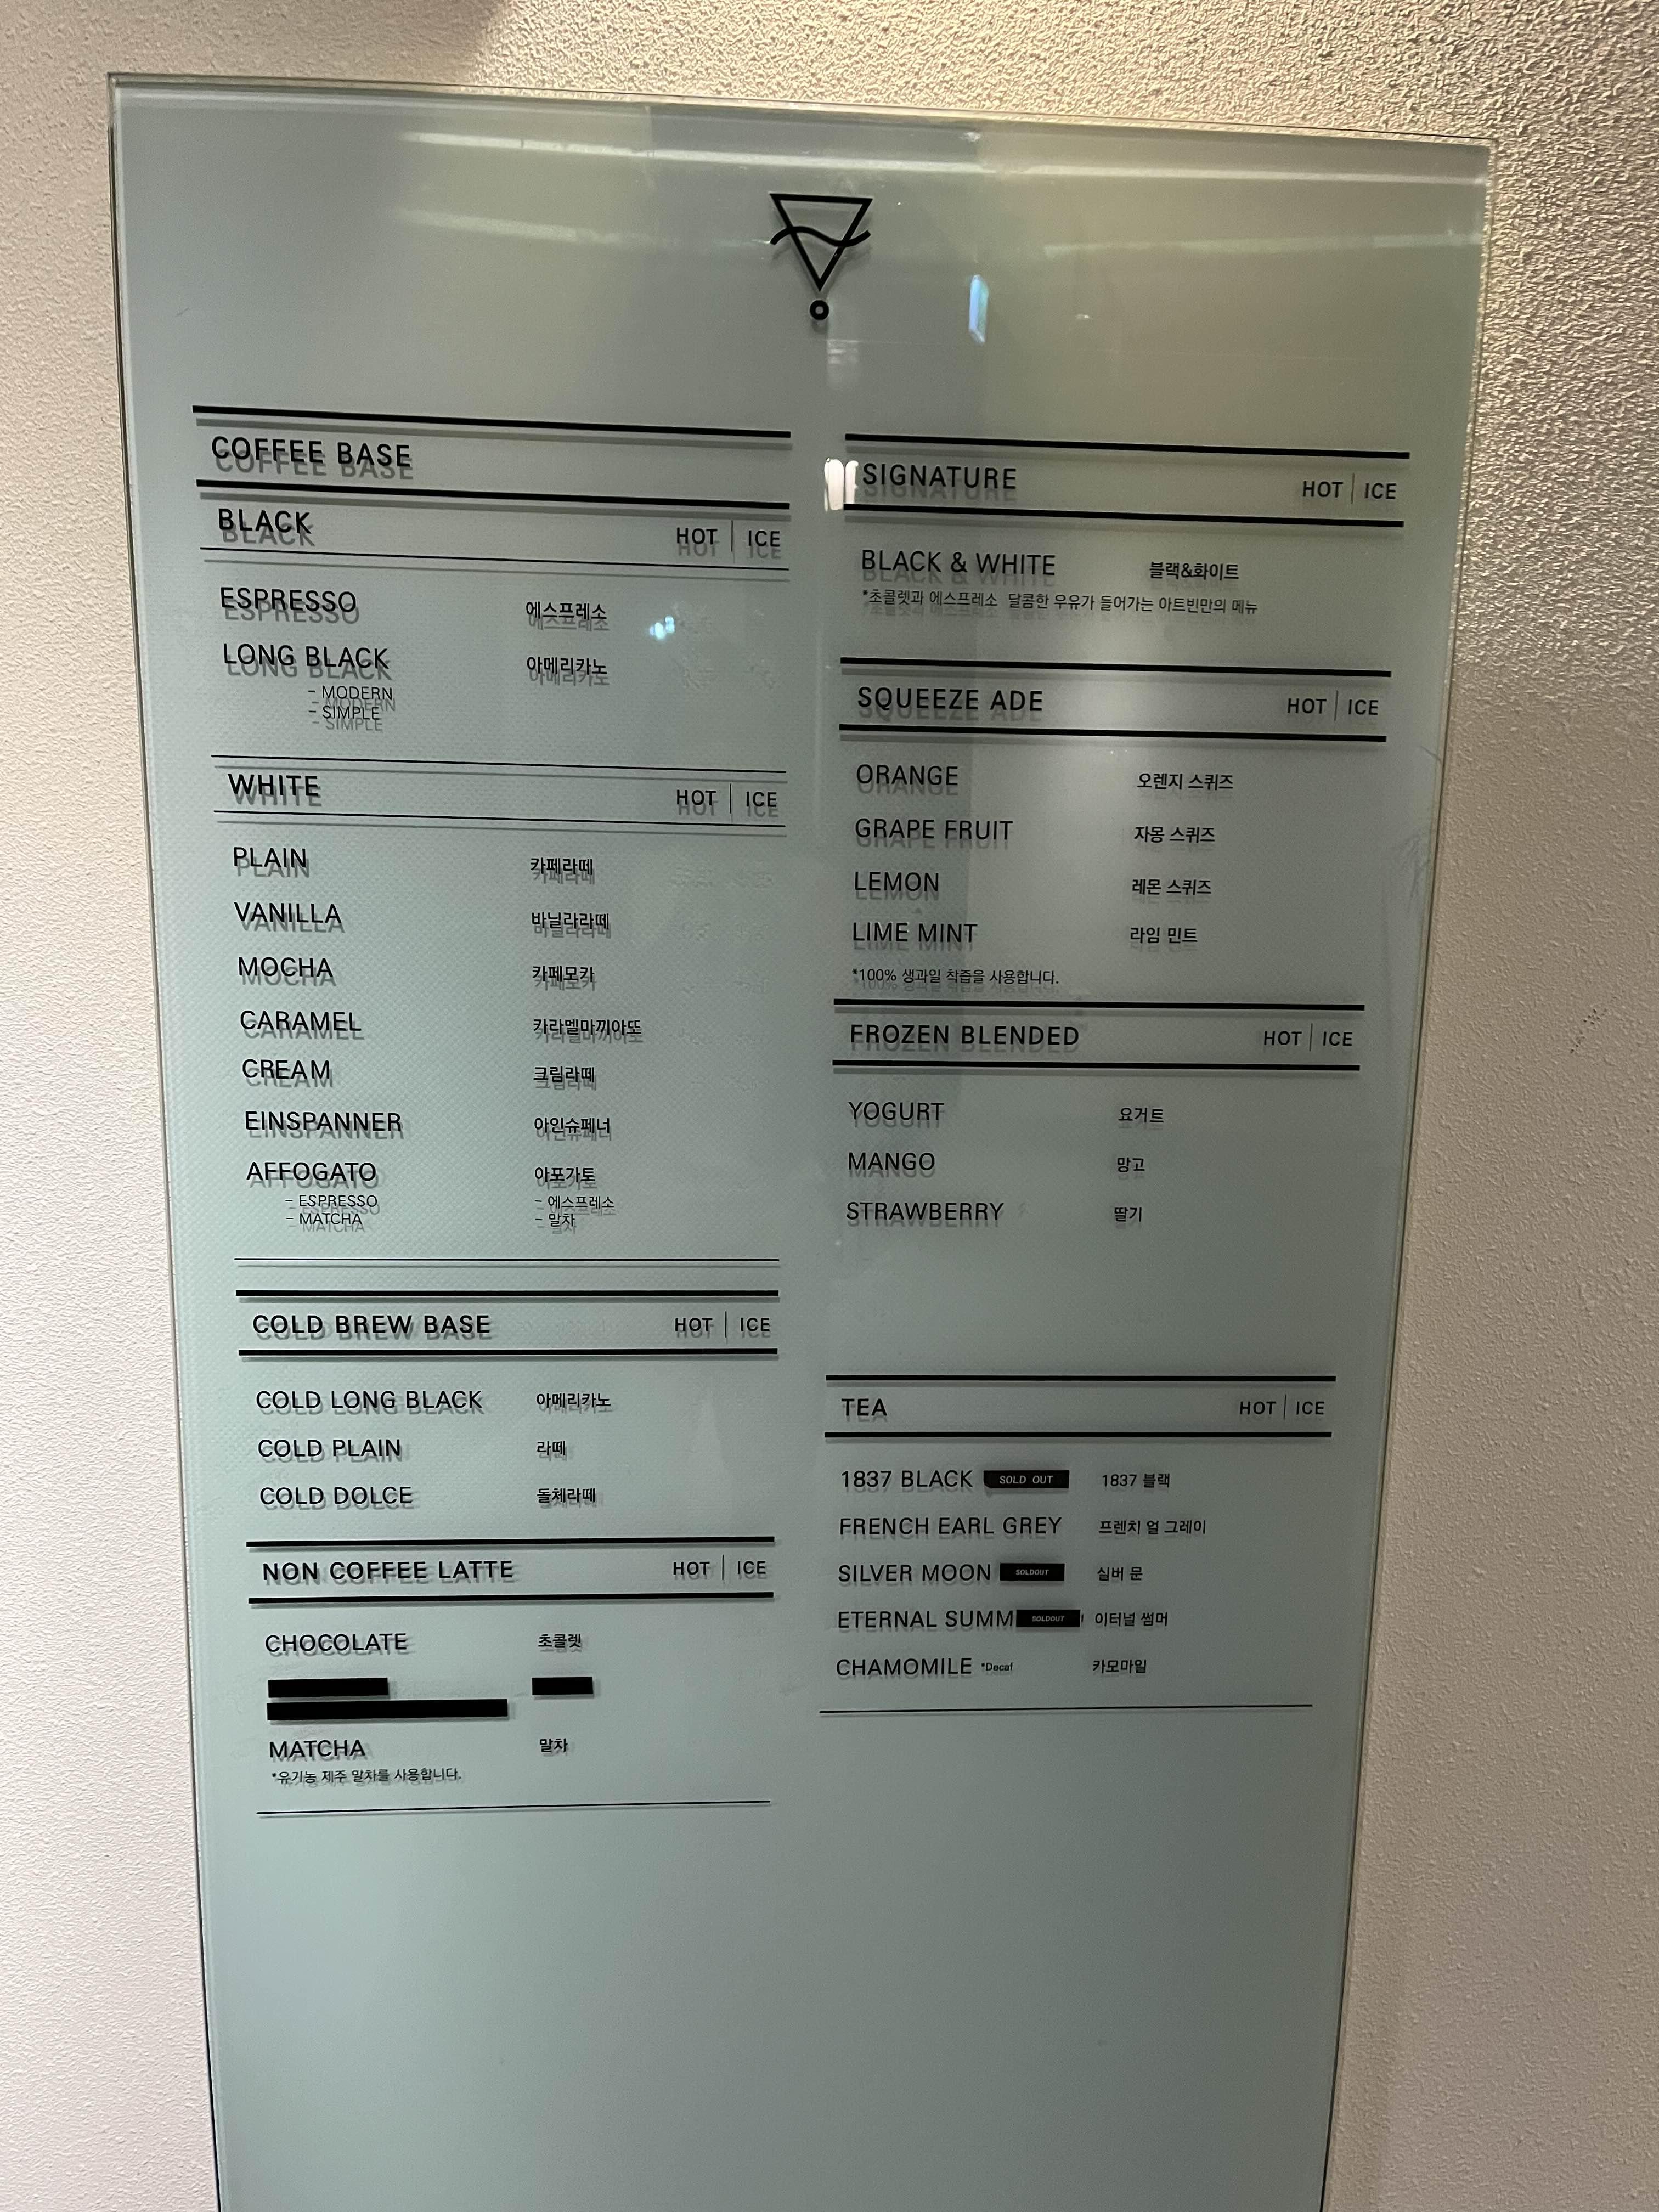 COFFEE BASE
BLACK HOT | ICE
ESPRESSO 에스프레소
LONG BLACK 아메리카노
- MODERN
- SIMPLE
WHITE HOT | ICE
PLAIN 카페라떼
VANILLA 바닐라라떼
MOCHA 카페모카
CARAMEL 카라멜마끼아또
CREAM 크림라떼
EINSPANNER 아인슈페너
AFFOGATO 아포가토
- ESPRESSO - 에스프레소
- MATCHA - 말차
COLD BREW BASE HOT | ICE
COLD LONG BLACK 아메리카노
COLD PLAIN 라떼
COLD DOLCE 돌체라떼
NON COFFEE LATTE HOT | ICE
CHOCOLATE 초콜렛
MATCHA 말차
*유기농 제주 말차를 사용합니다.
SIGNATURE HOT | ICE
BLACK & WHITE 블랙&화이트
*초콜렛과 에스프레소 달콤한 우유가 들어가는 아트빈만의 메뉴
SQUEEZE ADE HOT | ICE
ORANGE 오렌지 스퀴즈
GRAPE FRUIT 자몽 스퀴즈
LEMON 레몬 스퀴즈
LIME MINT 라임 민트
*100% 생과일 착즙을 사용합니다.
FROZEN BLENDED HOT | ICE
YOGURT 요거트
MANGO 망고
STRAWBERRY 딸기
TEA HOT | ICE
1837 BLACK SOLD OUT 1837 블랙
FRENCH EARL GREY 프렌치 얼 그레이
SILVER MOON SOLDOUT 실버 문
ETERNAL SUMM SOLDOUT 이터널 썸머
CHAMOMILE *Decaf 카모마일